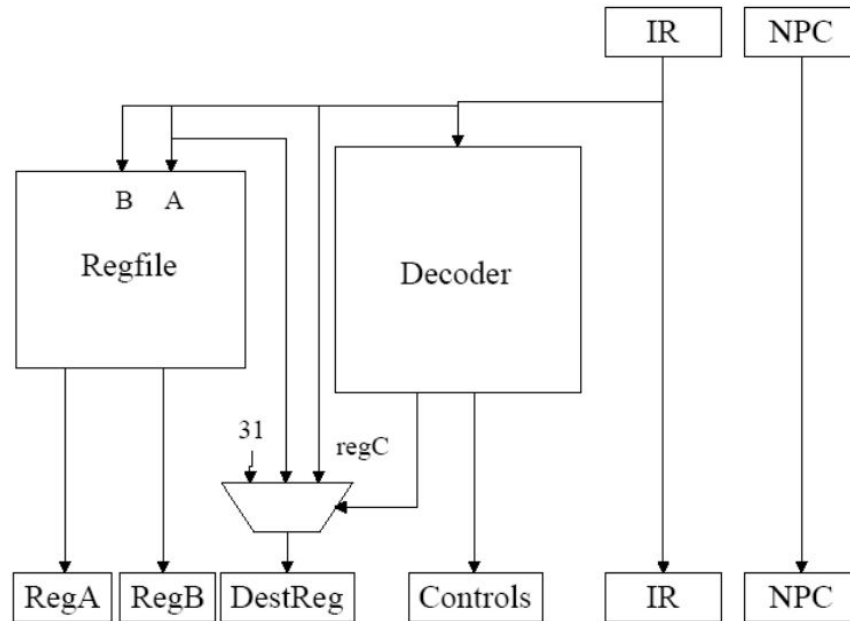 IR
NPC
B
A
Regfile
Decoder
31
regC
RegA
RegB
DestReg
Controls
IR
NPC